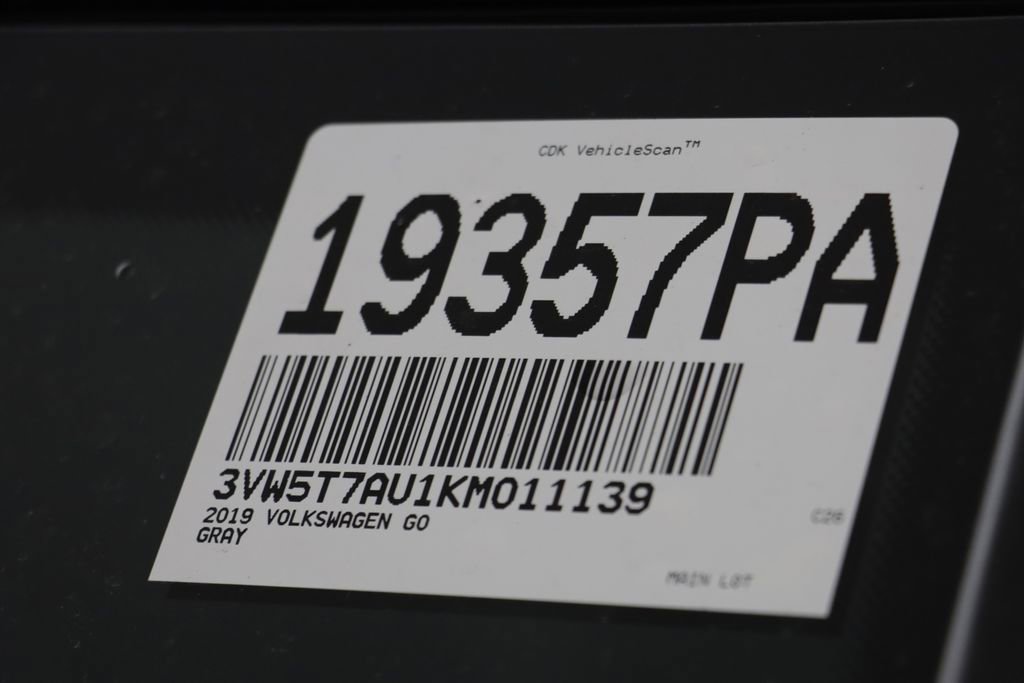 CDK VehicleScan™
19357PA
3VW5T7AU1KM011139
2019 VOLKSWAGEN GO
GRAY
C26
MAIN LOT